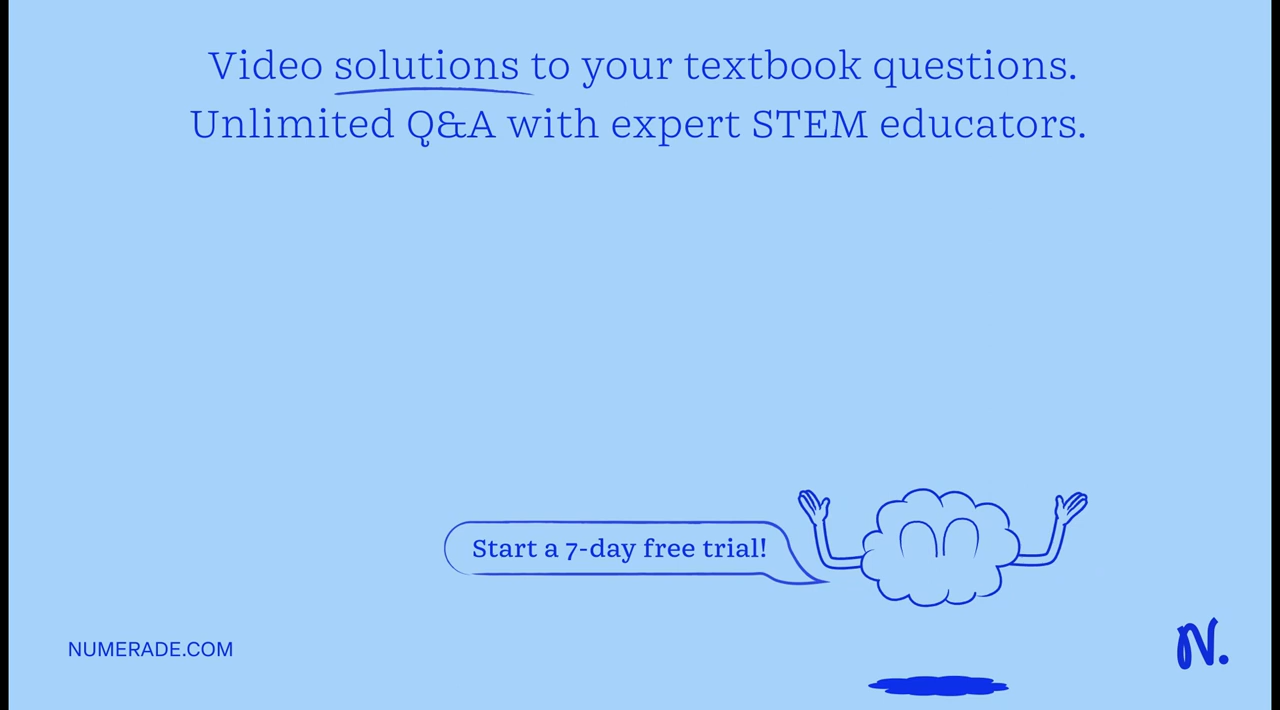 Video solutions to your textbook questions.
Unlimited Q&A with expert STEM educators.
Start a 7-day free trial!
NUMERADE.COM
N.